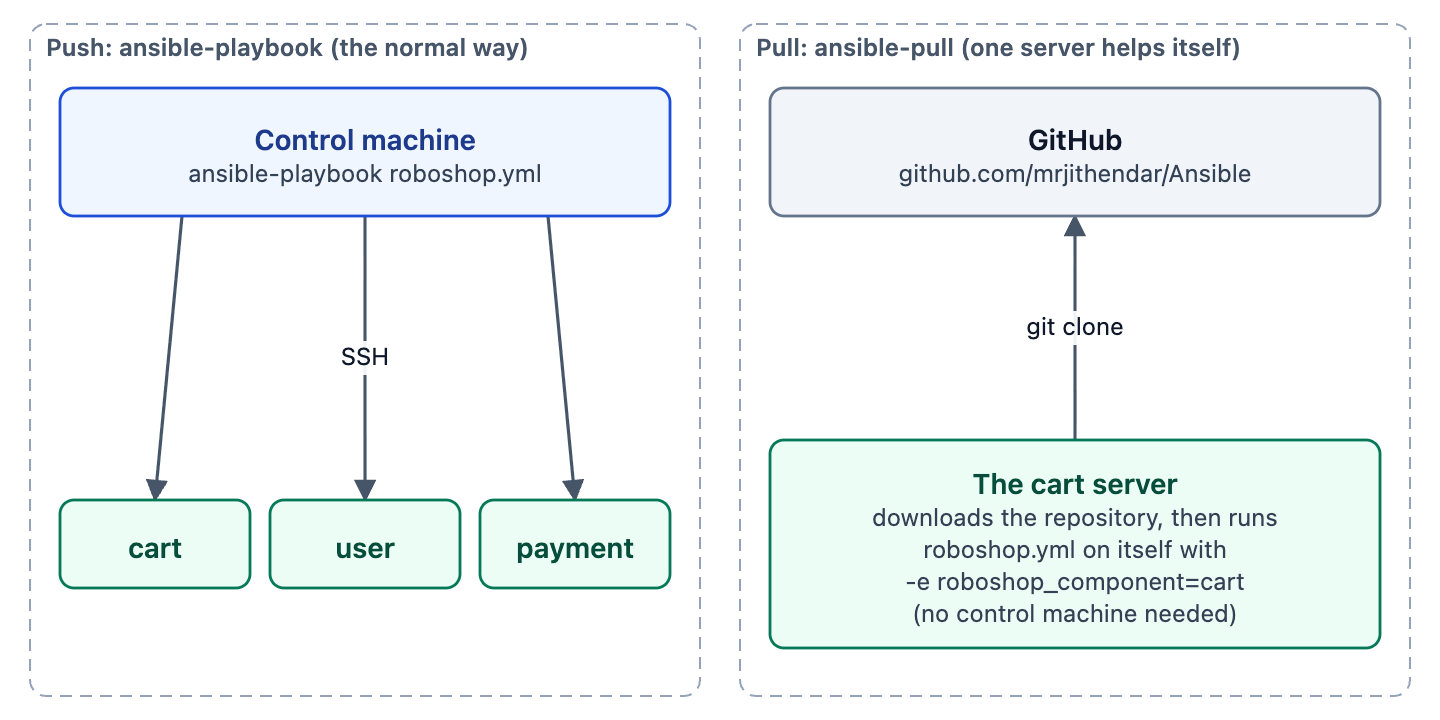 Push: ansible-playbook (the normal way)
Control machine
ansible-playbook roboshop.yml
SSH
cart
user
payment
Pull: ansible-pull (one server helps itself)
GitHub
github.com/mrjithendar/Ansible
git clone
The cart server
downloads the repository, then runs
roboshop.yml on itself with
-e roboshop_component=cart
(no control machine needed)